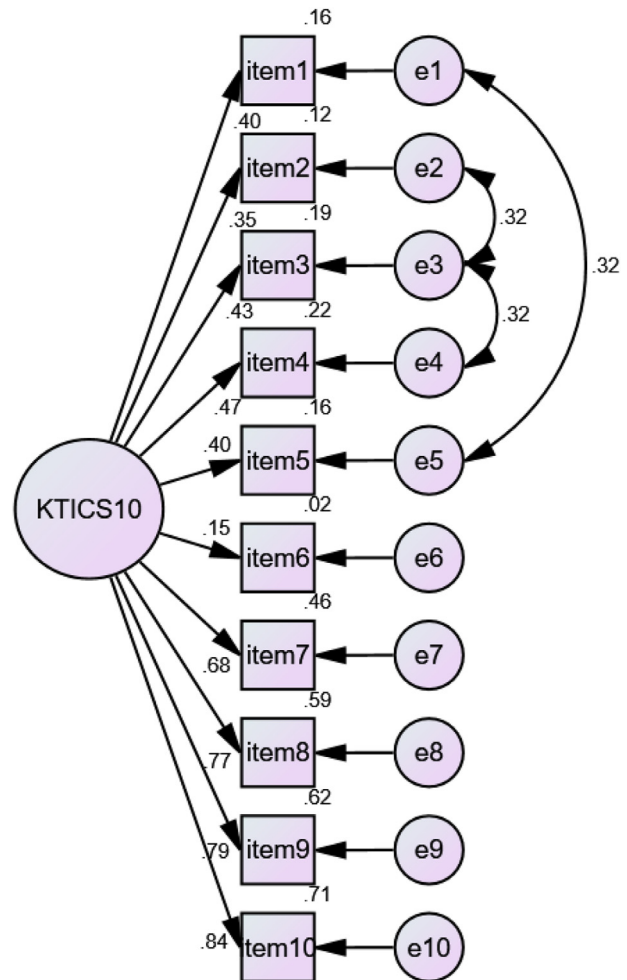 .16
item1
e1
.40
.12
item2
e2
.35
.19
.32
item3
e3
.32
.43
.22
.32
item4
e4
.47
.16
.40
item5
e5
KTICS10
.02
.15
item6
e6
.46
item7
e7
.68
.59
item8
e8
.77
.62
item9
e9
.79
.71
.84
tem10
e10